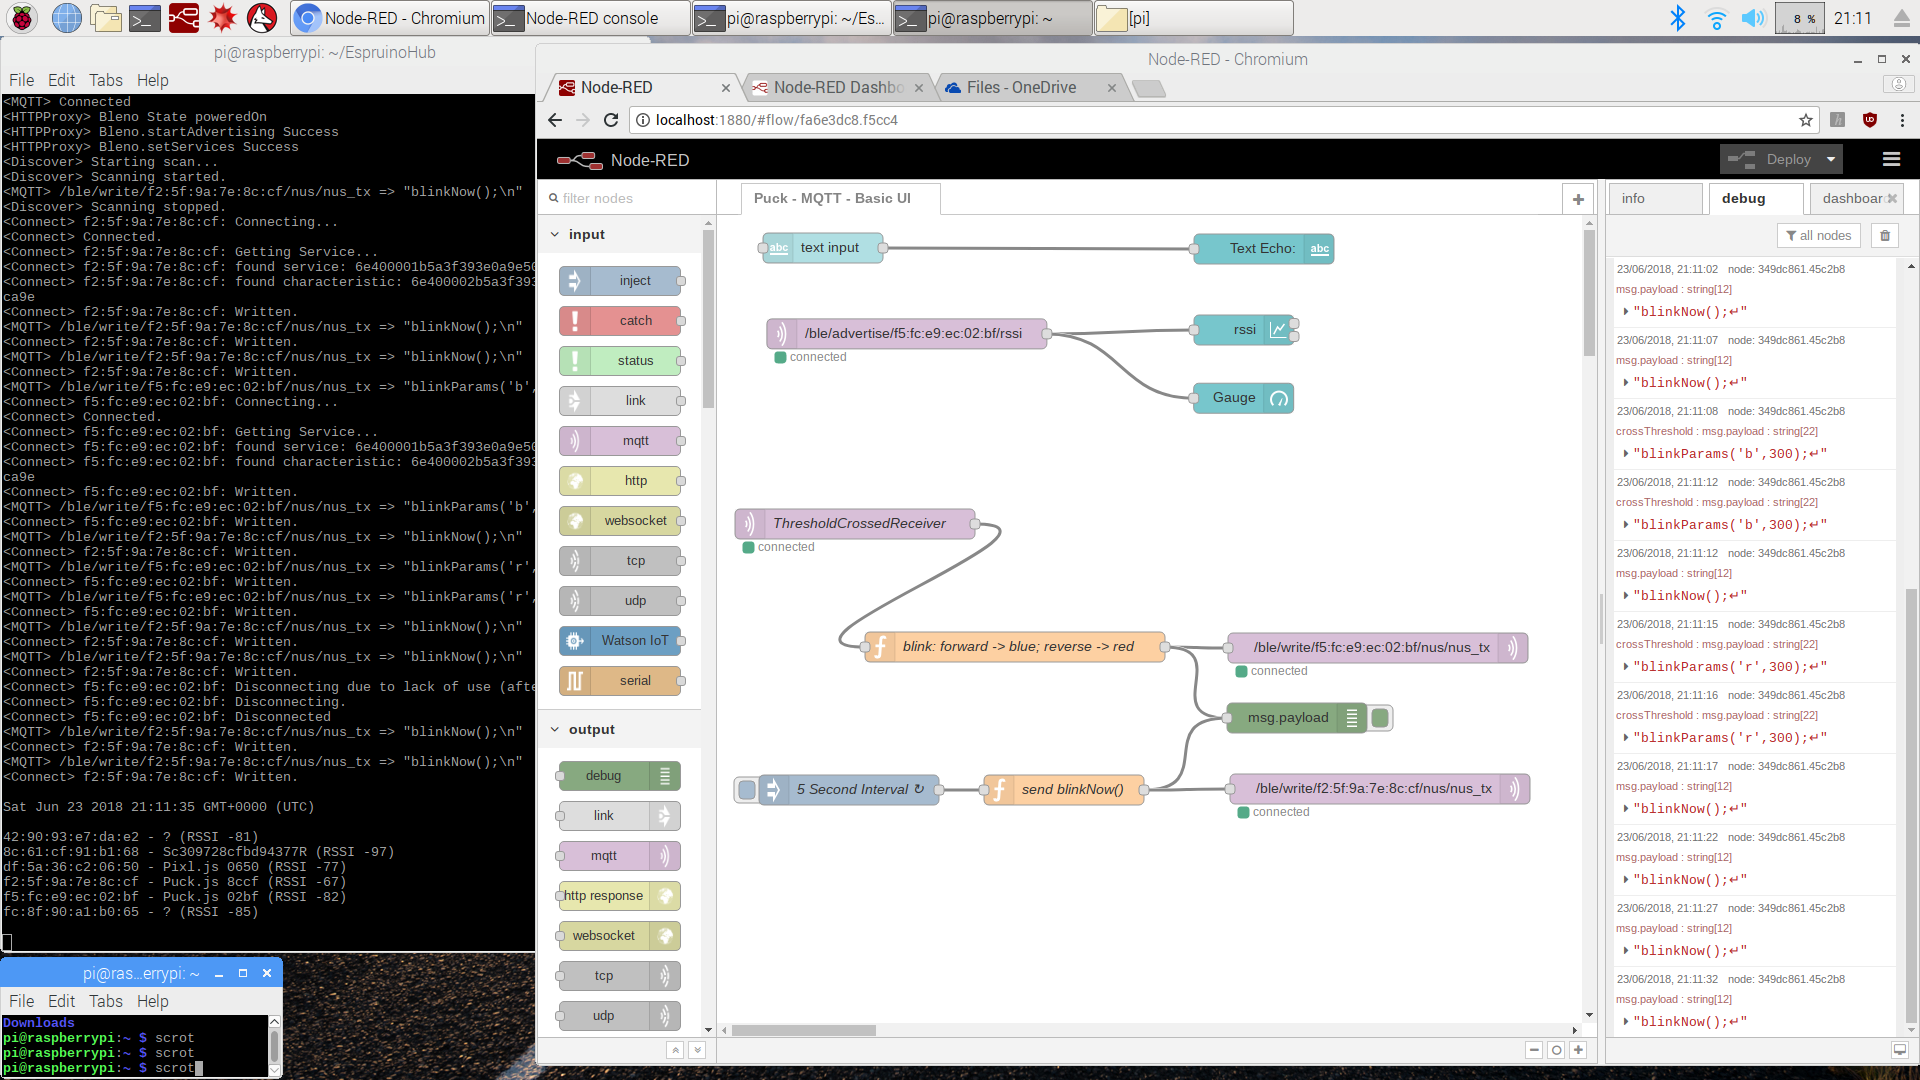 Node-RED - Chromium
Node-RED console
pi@raspberrypi: ~/Es...
pi@raspberrypi: ~
[pi]
8 %
21:11
pi@raspberrypi: ~/EspruinoHub
File Edit Tabs Help
<MQTT> Connected
<HTTPProxy> Bleno State poweredOn
<HTTPProxy> Bleno.startAdvertising Success
<HTTPProxy> Bleno.setServices Success
<Discover> Starting scan...
<Discover> Scanning started.
<MQTT> /ble/write/f2:5f:9a:7e:8c:cf/nus/nus_tx => "blinkNow();\n"
<Discover> Scanning stopped.
<Connect> f2:5f:9a:7e:8c:cf: Connecting...
<Connect> Connected.
<Connect> f2:5f:9a:7e:8c:cf: Getting Service...
<Connect> f2:5f:9a:7e:8c:cf: found service: 6e400001b5a3f393e0a9e50
<Connect> f2:5f:9a:7e:8c:cf: found characteristic: 6e400002b5a3f393
ca9e
<Connect> f2:5f:9a:7e:8c:cf: Written.
<MQTT> /ble/write/f2:5f:9a:7e:8c:cf/nus/nus_tx => "blinkNow();\n"
<Connect> f2:5f:9a:7e:8c:cf: Written.
<MQTT> /ble/write/f2:5f:9a:7e:8c:cf/nus/nus_tx => "blinkNow();\n"
<Connect> f2:5f:9a:7e:8c:cf: Written.
<MQTT> /ble/write/f5:fc:e9:ec:02:bf/nus/nus_tx => "blinkParams('b',
<Connect> f5:fc:e9:ec:02:bf: Connecting...
<Connect> Connected.
<Connect> f5:fc:e9:ec:02:bf: Getting Service...
<Connect> f5:fc:e9:ec:02:bf: found service: 6e400001b5a3f393e0a9e50
<Connect> f5:fc:e9:ec:02:bf: found characteristic: 6e400002b5a3f393
ca9e
<Connect> f5:fc:e9:ec:02:bf: Written.
<MQTT> /ble/write/f5:fc:e9:ec:02:bf/nus/nus_tx => "blinkParams('b',
<Connect> f5:fc:e9:ec:02:bf: Written.
<MQTT> /ble/write/f2:5f:9a:7e:8c:cf/nus/nus_tx => "blinkNow();\n"
<Connect> f2:5f:9a:7e:8c:cf: Written.
<MQTT> /ble/write/f5:fc:e9:ec:02:bf/nus/nus_tx => "blinkParams('r',
<Connect> f5:fc:e9:ec:02:bf: Written.
<MQTT> /ble/write/f5:fc:e9:ec:02:bf/nus/nus_tx => "blinkParams('r',
<Connect> f5:fc:e9:ec:02:bf: Written.
<MQTT> /ble/write/f2:5f:9a:7e:8c:cf/nus/nus_tx => "blinkNow();\n"
<Connect> f2:5f:9a:7e:8c:cf: Written.
<MQTT> /ble/write/f2:5f:9a:7e:8c:cf/nus/nus_tx => "blinkNow();\n"
<Connect> f2:5f:9a:7e:8c:cf: Written.
<Connect> f5:fc:e9:ec:02:bf: Disconnecting due to lack of use (afte
<Connect> f5:fc:e9:ec:02:bf: Disconnecting.
<Connect> f5:fc:e9:ec:02:bf: Disconnected
<MQTT> /ble/write/f2:5f:9a:7e:8c:cf/nus/nus_tx => "blinkNow();\n"
<Connect> f2:5f:9a:7e:8c:cf: Written.
<MQTT> /ble/write/f2:5f:9a:7e:8c:cf/nus/nus_tx => "blinkNow();\n"
<Connect> f2:5f:9a:7e:8c:cf: Written.
Sat Jun 23 2018 21:11:35 GMT+0000 (UTC)
42:90:93:e7:da:e2 - ? (RSSI -81)
8c:61:cf:91:b1:68 - Sc309728cfbd94377R (RSSI -97)
df:5a:36:c2:06:50 - Pixl.js 0650 (RSSI -77)
f2:5f:9a:7e:8c:cf - Puck.js 8ccf (RSSI -67)
f5:fc:e9:ec:02:bf - Puck.js 02bf (RSSI -82)
fc:8f:90:a1:b0:65 - ? (RSSI -85)
pi@ras...errypi: ~
File Edit Tabs Help
Downloads
pi@raspberrypi:~ $ scrot
pi@raspberrypi:~ $ scrot
pi@raspberrypi:~ $ scrot
Node-RED - Chromium
Node-RED
Node-RED Dashbo
Files - OneDrive
localhost:1880/#flow/fa6e3dc8.f5cc4
Node-RED
Deploy
filter nodes
input
inject
catch
status
link
mqtt
http
websocket
tcp
udp
Watson IoT
serial
output
debug
link
mqtt
http response
websocket
tcp
udp
Puck - MQTT - Basic UI
abc text input
Text Echo: abc
/ble/advertise/f5:fc:e9:ec:02:bf/rssi
connected
rssi
Gauge
ThresholdCrossedReceiver
connected
blink: forward -> blue; reverse -> red
/ble/write/f5:fc:e9:ec:02:bf/nus/nus_tx
connected
msg.payload
5 Second Interval ↻
send blinkNow()
/ble/write/f2:5f:9a:7e:8c:cf/nus/nus_tx
connected
info
debug
dashboar
all nodes
23/06/2018, 21:11:02 node: 349dc861.45c2b8
msg.payload : string[12]
"blinkNow();↵"
23/06/2018, 21:11:07 node: 349dc861.45c2b8
msg.payload : string[12]
"blinkNow();↵"
23/06/2018, 21:11:08 node: 349dc861.45c2b8
crossThreshold : msg.payload : string[22]
"blinkParams('b',300);↵"
23/06/2018, 21:11:12 node: 349dc861.45c2b8
crossThreshold : msg.payload : string[22]
"blinkParams('b',300);↵"
23/06/2018, 21:11:12 node: 349dc861.45c2b8
msg.payload : string[12]
"blinkNow();↵"
23/06/2018, 21:11:15 node: 349dc861.45c2b8
crossThreshold : msg.payload : string[22]
"blinkParams('r',300);↵"
23/06/2018, 21:11:16 node: 349dc861.45c2b8
crossThreshold : msg.payload : string[22]
"blinkParams('r',300);↵"
23/06/2018, 21:11:17 node: 349dc861.45c2b8
msg.payload : string[12]
"blinkNow();↵"
23/06/2018, 21:11:22 node: 349dc861.45c2b8
msg.payload : string[12]
"blinkNow();↵"
23/06/2018, 21:11:27 node: 349dc861.45c2b8
msg.payload : string[12]
"blinkNow();↵"
23/06/2018, 21:11:32 node: 349dc861.45c2b8
msg.payload : string[12]
"blinkNow();↵"